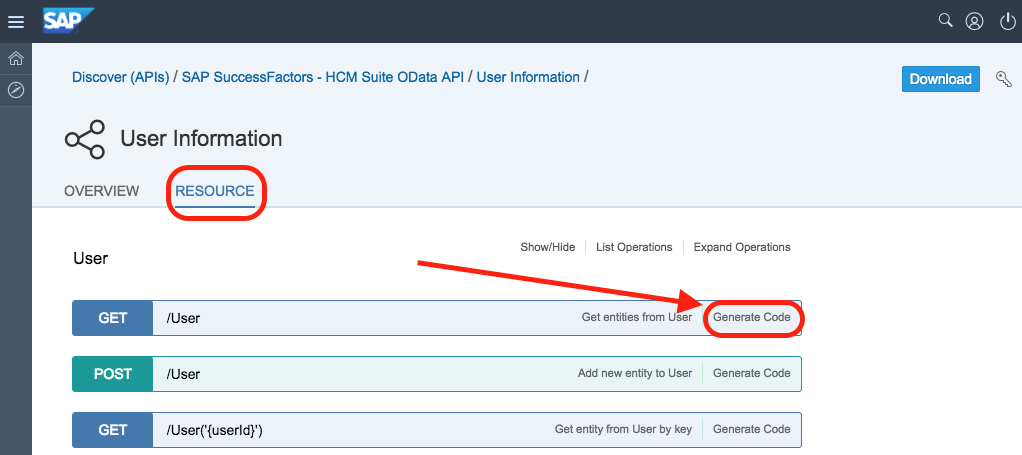 SAP
Discover (APIs) / SAP SuccessFactors - HCM Suite OData API / User Information /
Download
User Information
OVERVIEW RESOURCE
Show/Hide List Operations Expand Operations
User
GET /User Get entities from User Generate Code
POST /User Add new entity to User Generate Code
GET /User('{userId}') Get entity from User by key Generate Code